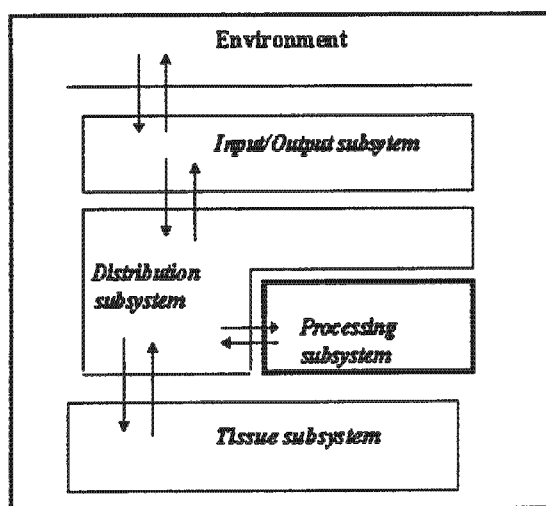 Environment
Input/Output subsytem
Distribution
subsystem
Processing
subsystem
Tissue subsystem